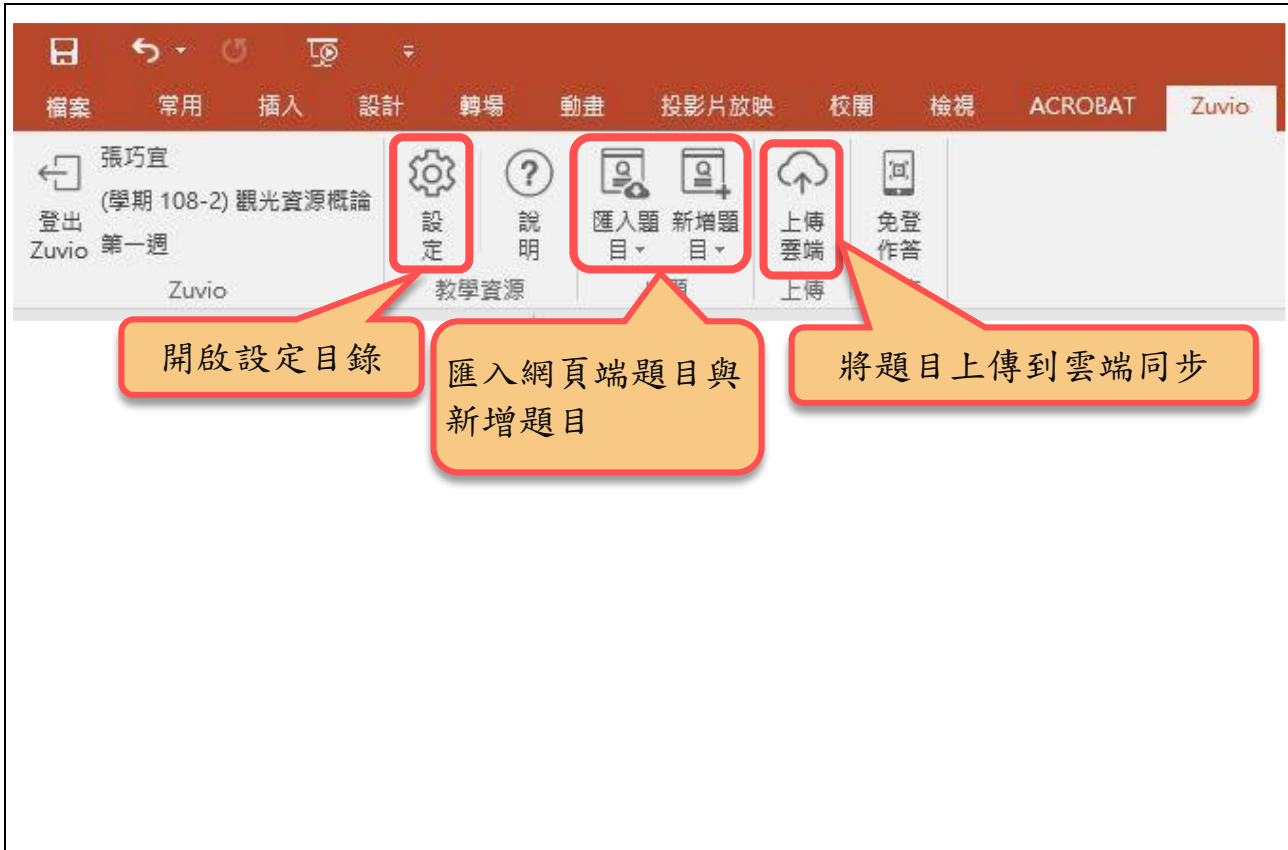 檔案 常用 插入 設計 轉場 動畫 投影片放映 校閱 檢視 ACROBAT Zuvio
登出
Zuvio
張巧宜
(學期 108-2) 觀光資源概論
第一週
Zuvio
設
定
說
明
教學資源
匯入題
目
新增題
目
題
上傳
雲端
上傳
免登
作答
開啟設定目錄
匯入網頁端題目與
新增題目
將題目上傳到雲端同步